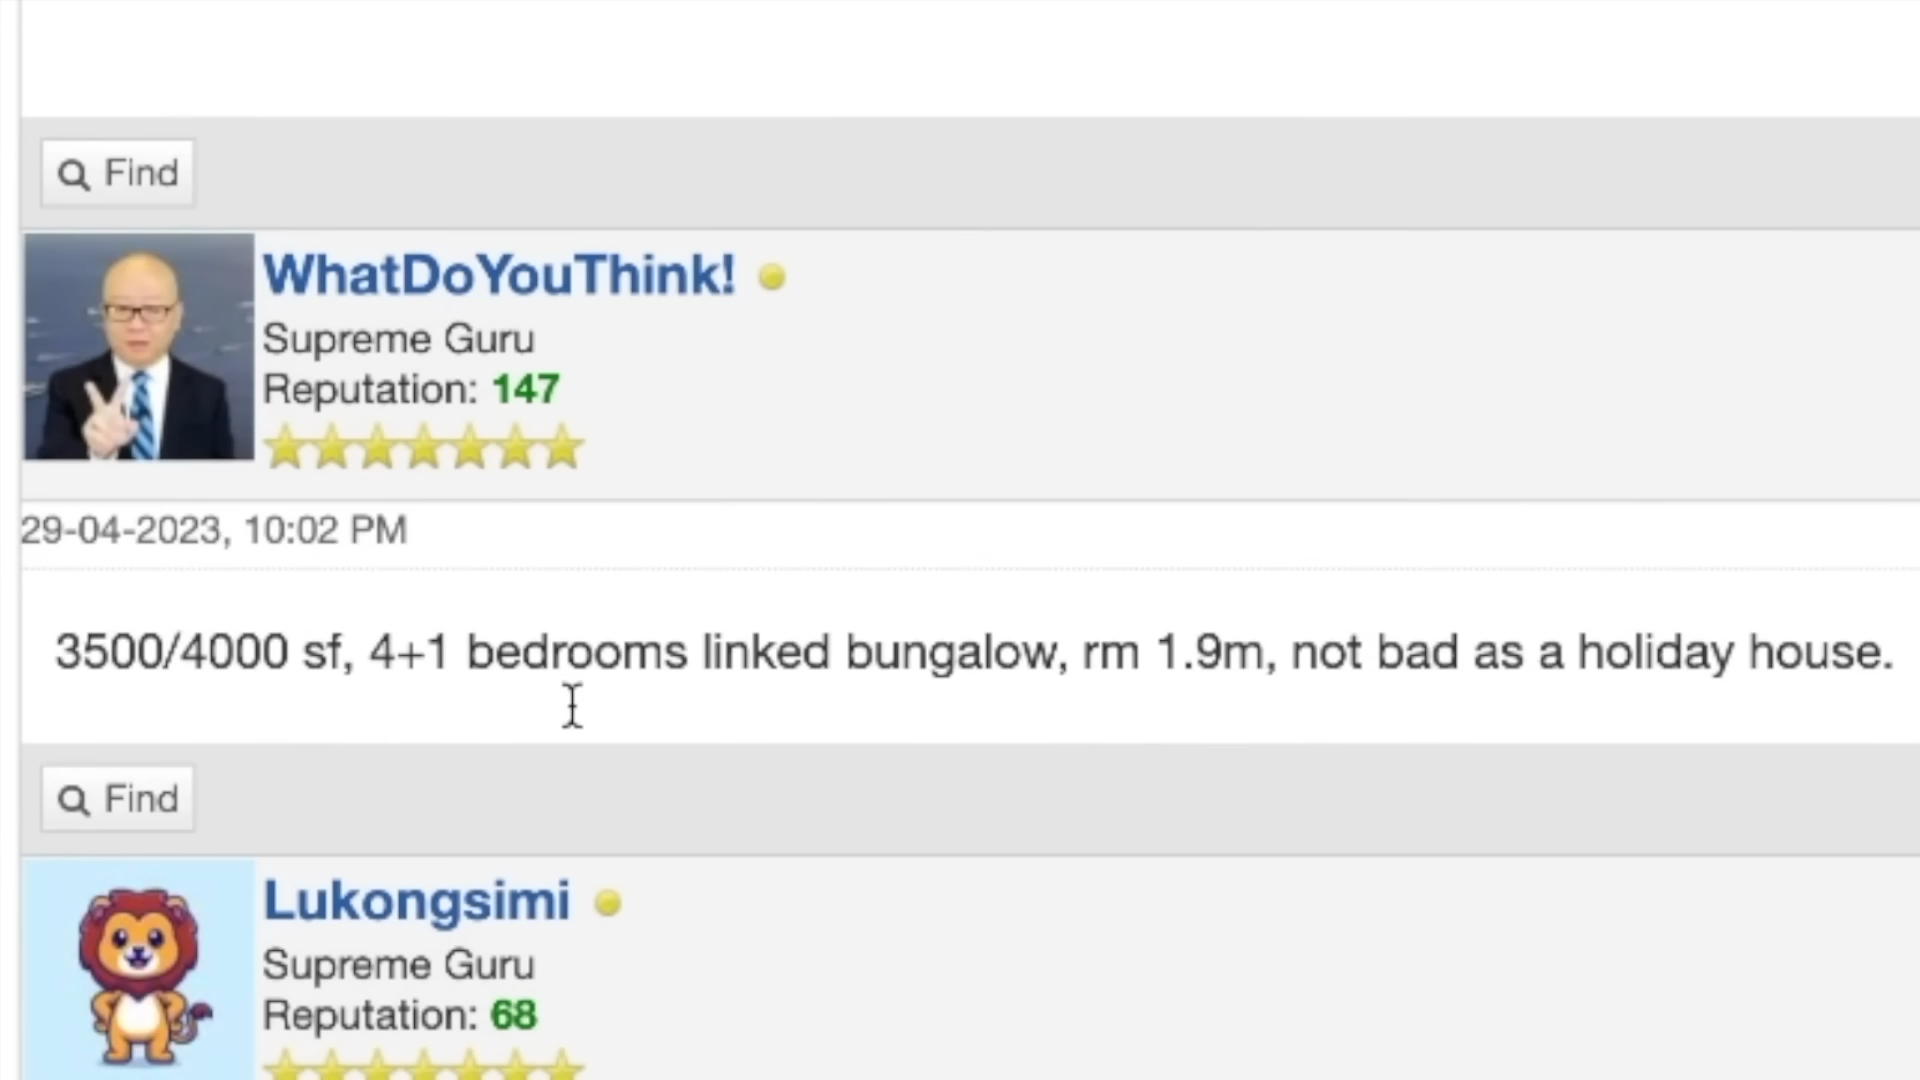 Find
WhatDoYouThink!
Supreme Guru
Reputation: 147
29-04-2023, 10:02 PM
3500/4000 sf, 4+1 bedrooms linked bungalow, rm 1.9m, not bad as a holiday house.
Find
Lukongsimi
Supreme Guru
Reputation: 68